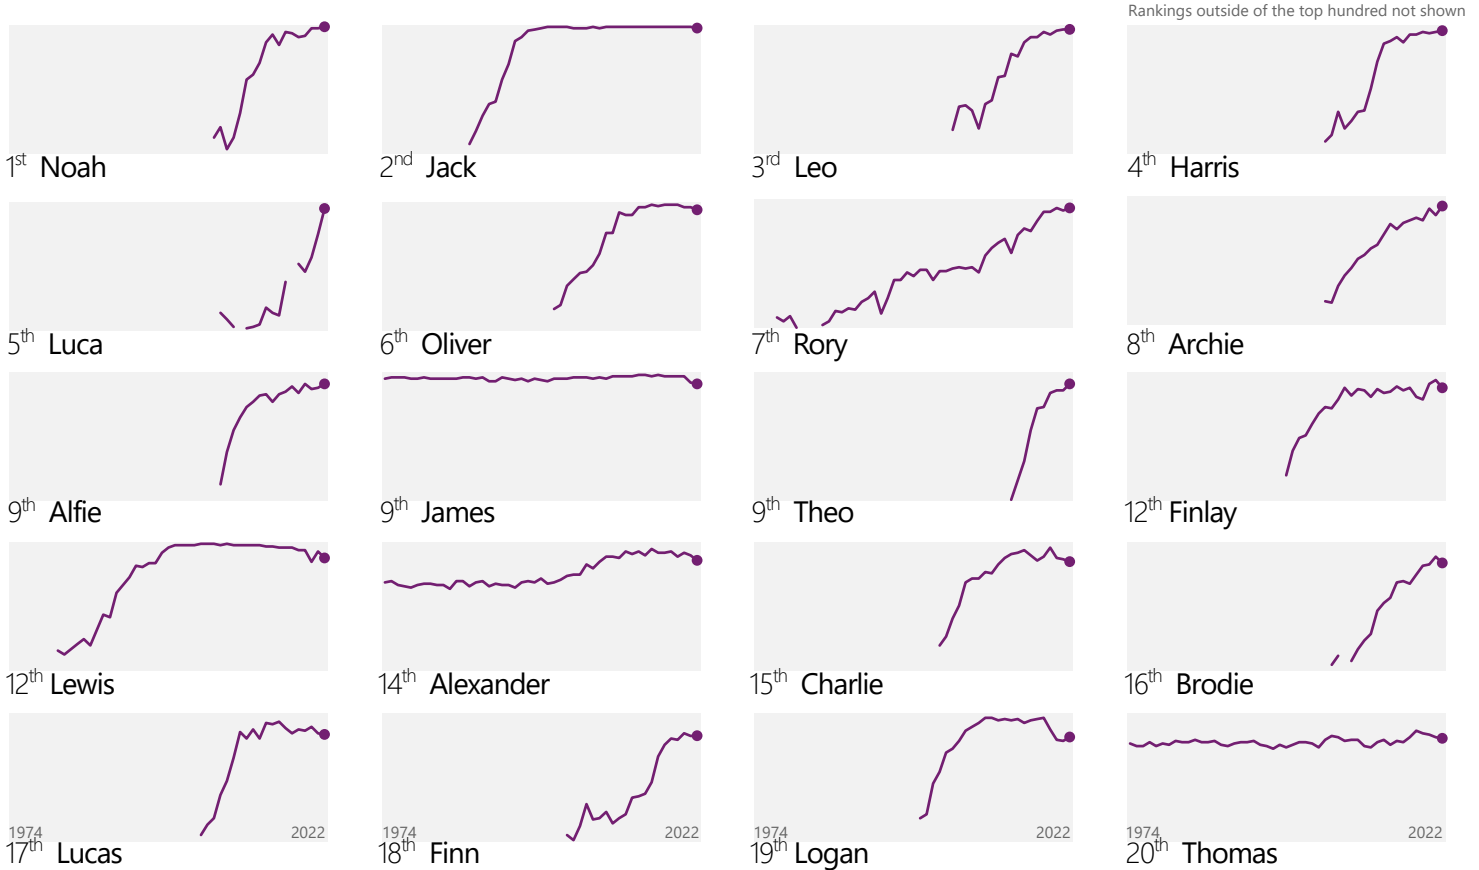 Rankings outside of the top hundred not shown
1st Noah
2nd Jack
3rd Leo
4th Harris
5th Luca
6th Oliver
7th Rory
8th Archie
9th Alfie
9th James
9th Theo
12th Finlay
12th Lewis
14th Alexander
15th Charlie
16th Brodie
1974 2022
17th Lucas
1974 2022
18th Finn
1974 2022
19th Logan
1974 2022
20th Thomas